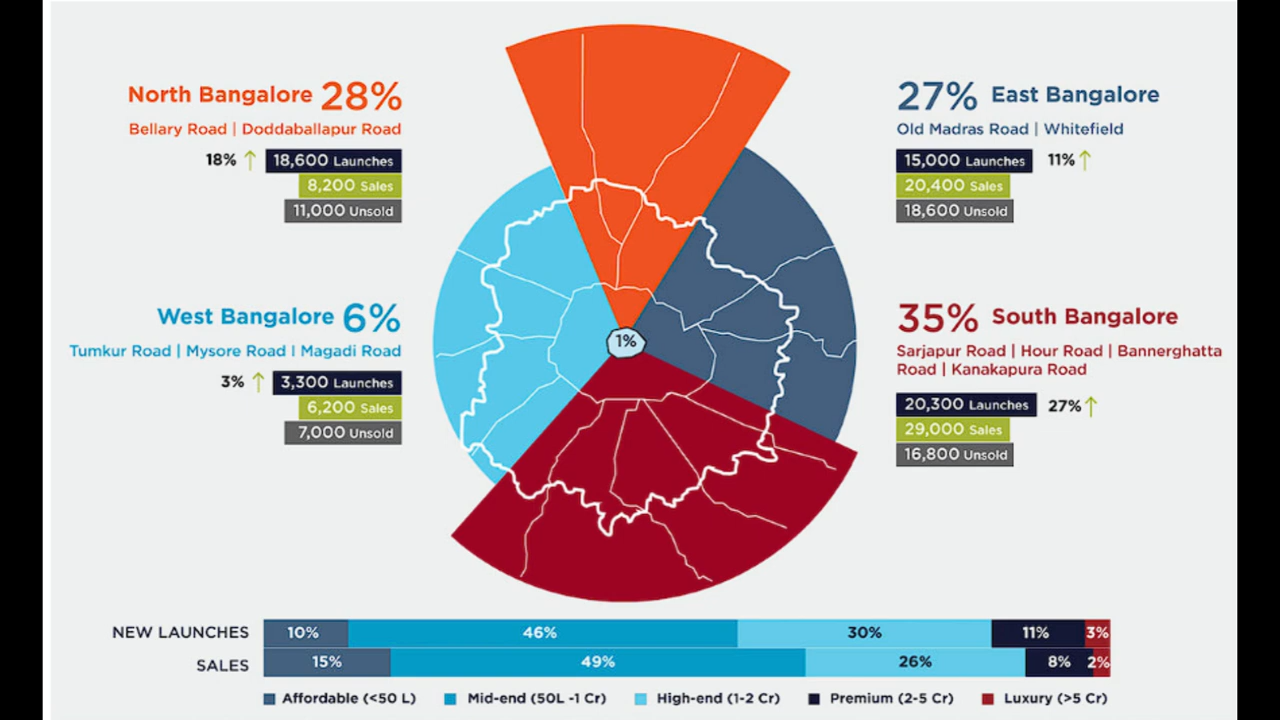 North Bangalore 28%
Bellary Road | Doddaballapur Road
18% ↑ 18,600 Launches
8,200 Sales
11,000 Unsold
27% East Bangalore
Old Madras Road | Whitefield
15,000 Launches 11% ↑
20,400 Sales
18,600 Unsold
West Bangalore 6%
Tumkur Road | Mysore Road | Magadi Road
3% ↑ 3,300 Launches
6,200 Sales
7,000 Unsold
1%
35% South Bangalore
Sarjapur Road | Hour Road | Bannerghatta
Road | Kanakapura Road
20,300 Launches 27% ↑
29,000 Sales
16,800 Unsold
NEW LAUNCHES 10% 46% 30% 11% 3%
SALES 15% 49% 26% 8% 2%
Affordable (<50 L) Mid-end (50L -1 Cr) High-end (1-2 Cr) Premium (2-5 Cr) Luxury (>5 Cr)